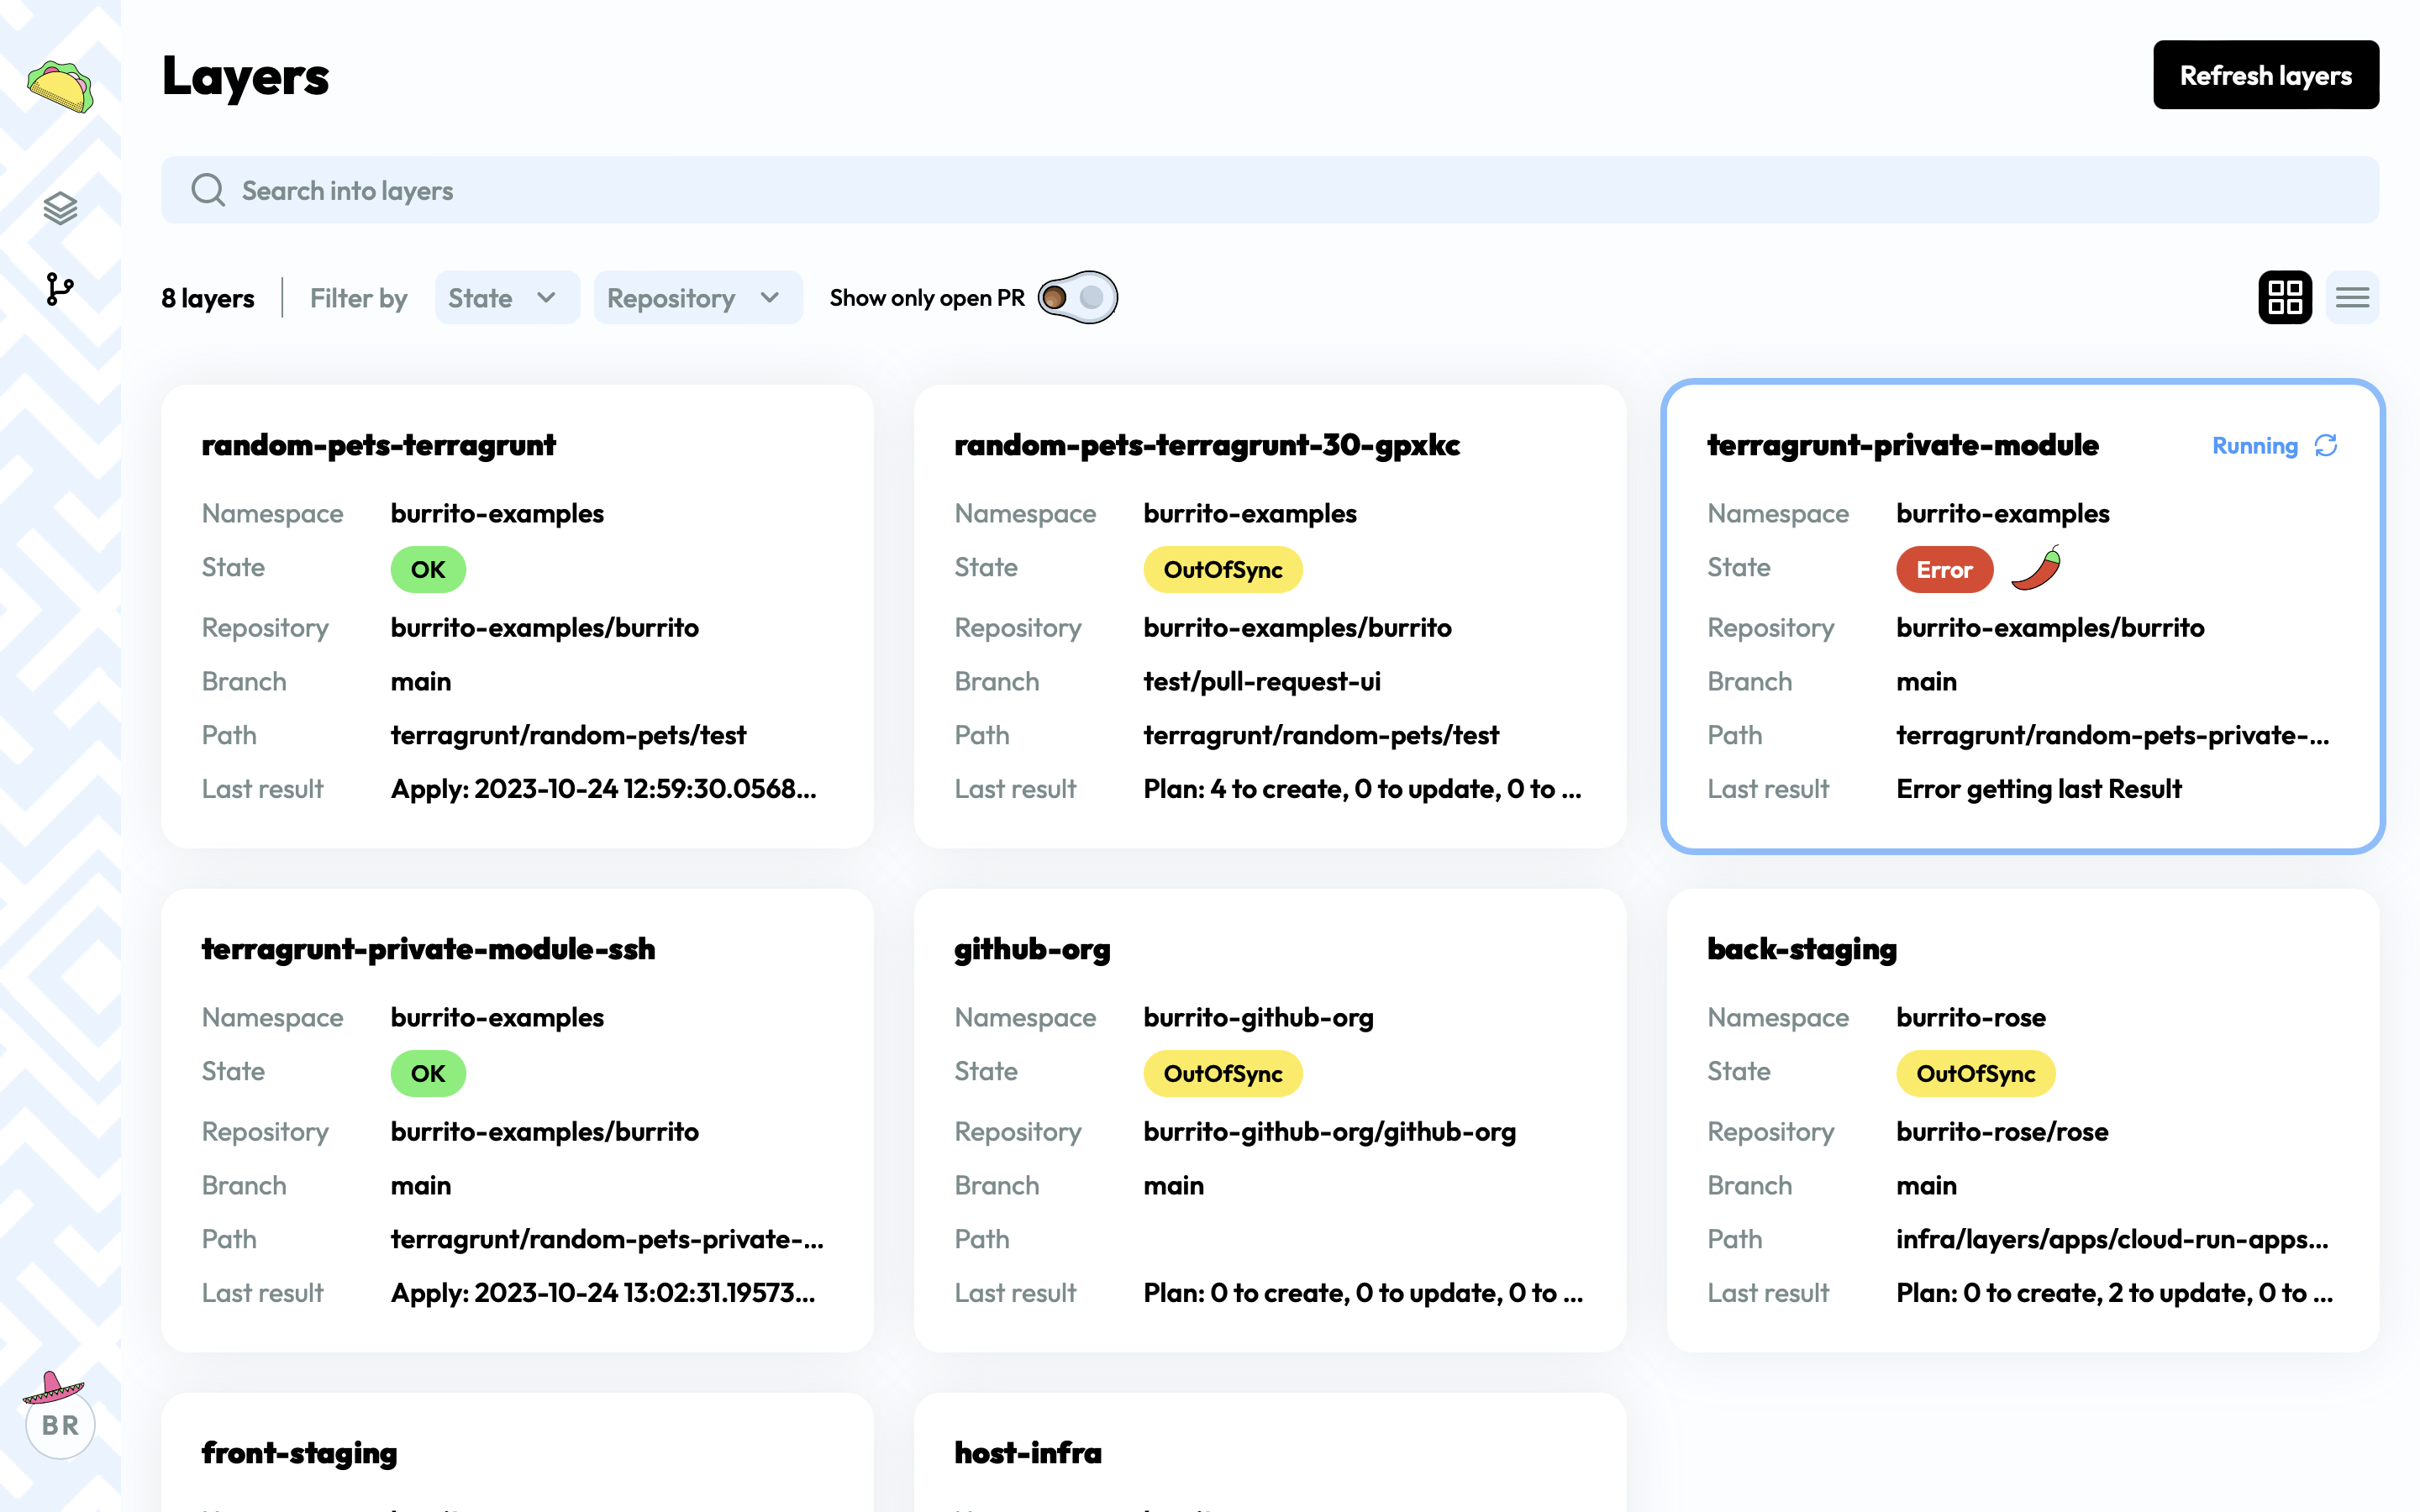 Layers
Refresh layers
Search into layers
8 layers
Filter by
State
Repository
Show only open PR
random-pets-terragrunt
Namespace burrito-examples
State OK
Repository burrito-examples/burrito
Branch main
Path terragrunt/random-pets/test
Last result Apply: 2023-10-24 12:59:30.0568...
random-pets-terragrunt-30-gpxkc
Namespace burrito-examples
State OutOfSync
Repository burrito-examples/burrito
Branch test/pull-request-ui
Path terragrunt/random-pets/test
Last result Plan: 4 to create, 0 to update, 0 to ...
terragrunt-private-module Running
Namespace burrito-examples
State Error
Repository burrito-examples/burrito
Branch main
Path terragrunt/random-pets-private-...
Last result Error getting last Result
terragrunt-private-module-ssh
Namespace burrito-examples
State OK
Repository burrito-examples/burrito
Branch main
Path terragrunt/random-pets-private-...
Last result Apply: 2023-10-24 13:02:31.19573...
github-org
Namespace burrito-github-org
State OutOfSync
Repository burrito-github-org/github-org
Branch main
Path
Last result Plan: 0 to create, 0 to update, 0 to ...
back-staging
Namespace burrito-rose
State OutOfSync
Repository burrito-rose/rose
Branch main
Path infra/layers/apps/cloud-run-apps...
Last result Plan: 0 to create, 2 to update, 0 to ...
front-staging
host-infra
BR